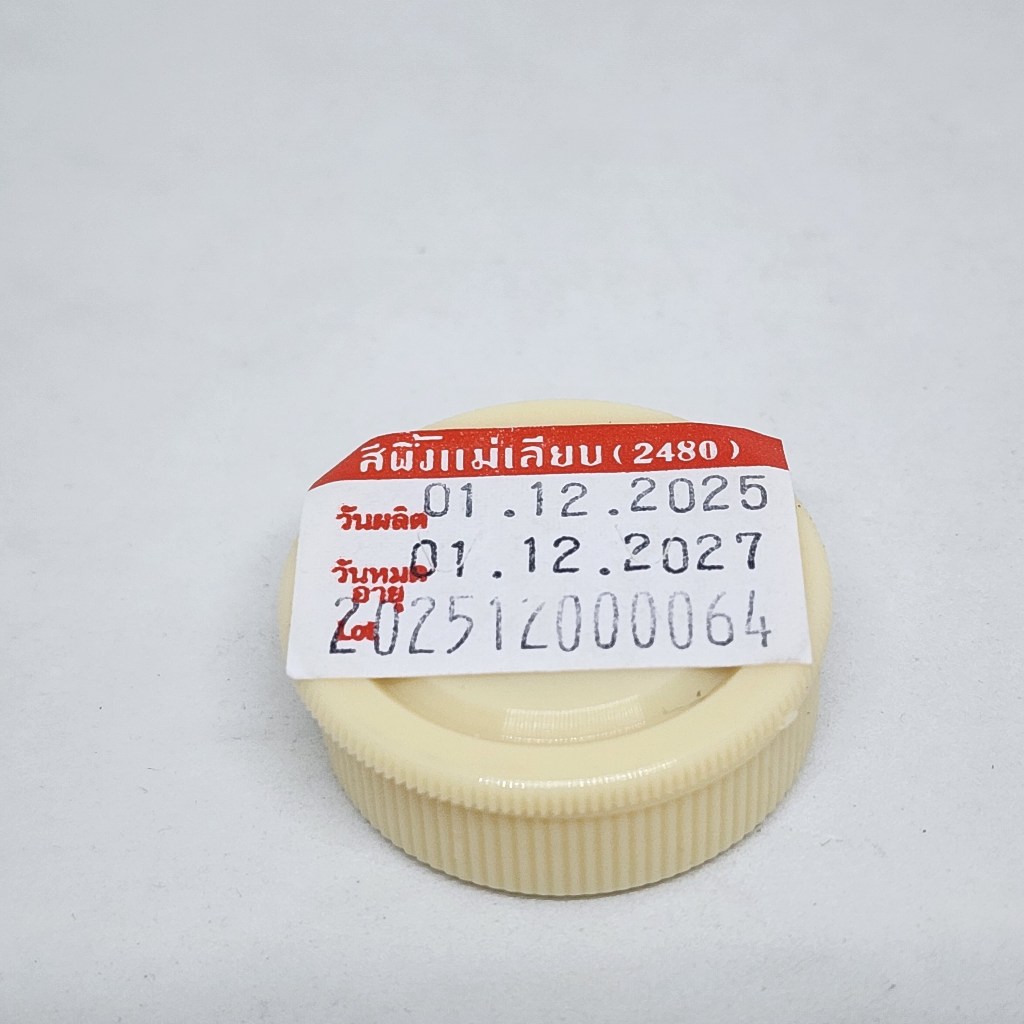 สีผึ้งแม่เลียบ (2480)
วันผลิต 01.12.2025
วันหมด 01.12.2027
อายุ
Lot 202512000064